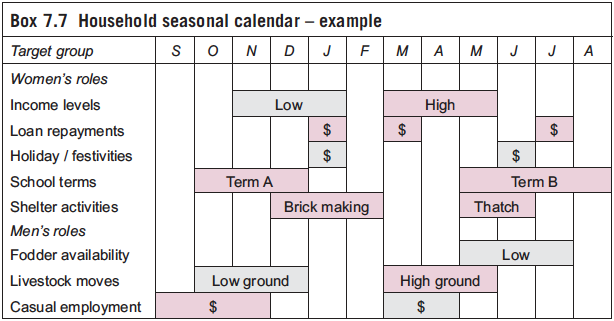 Box 7.7 Household seasonal calendar – example
Target group S O N D J F M A M J J A
Women's roles
Income levels Low High
Loan repayments $ $ $
Holiday / festivities $ $
School terms Term A Term B
Shelter activities Brick making Thatch
Men's roles
Fodder availability Low
Livestock moves Low ground High ground
Casual employment $ $